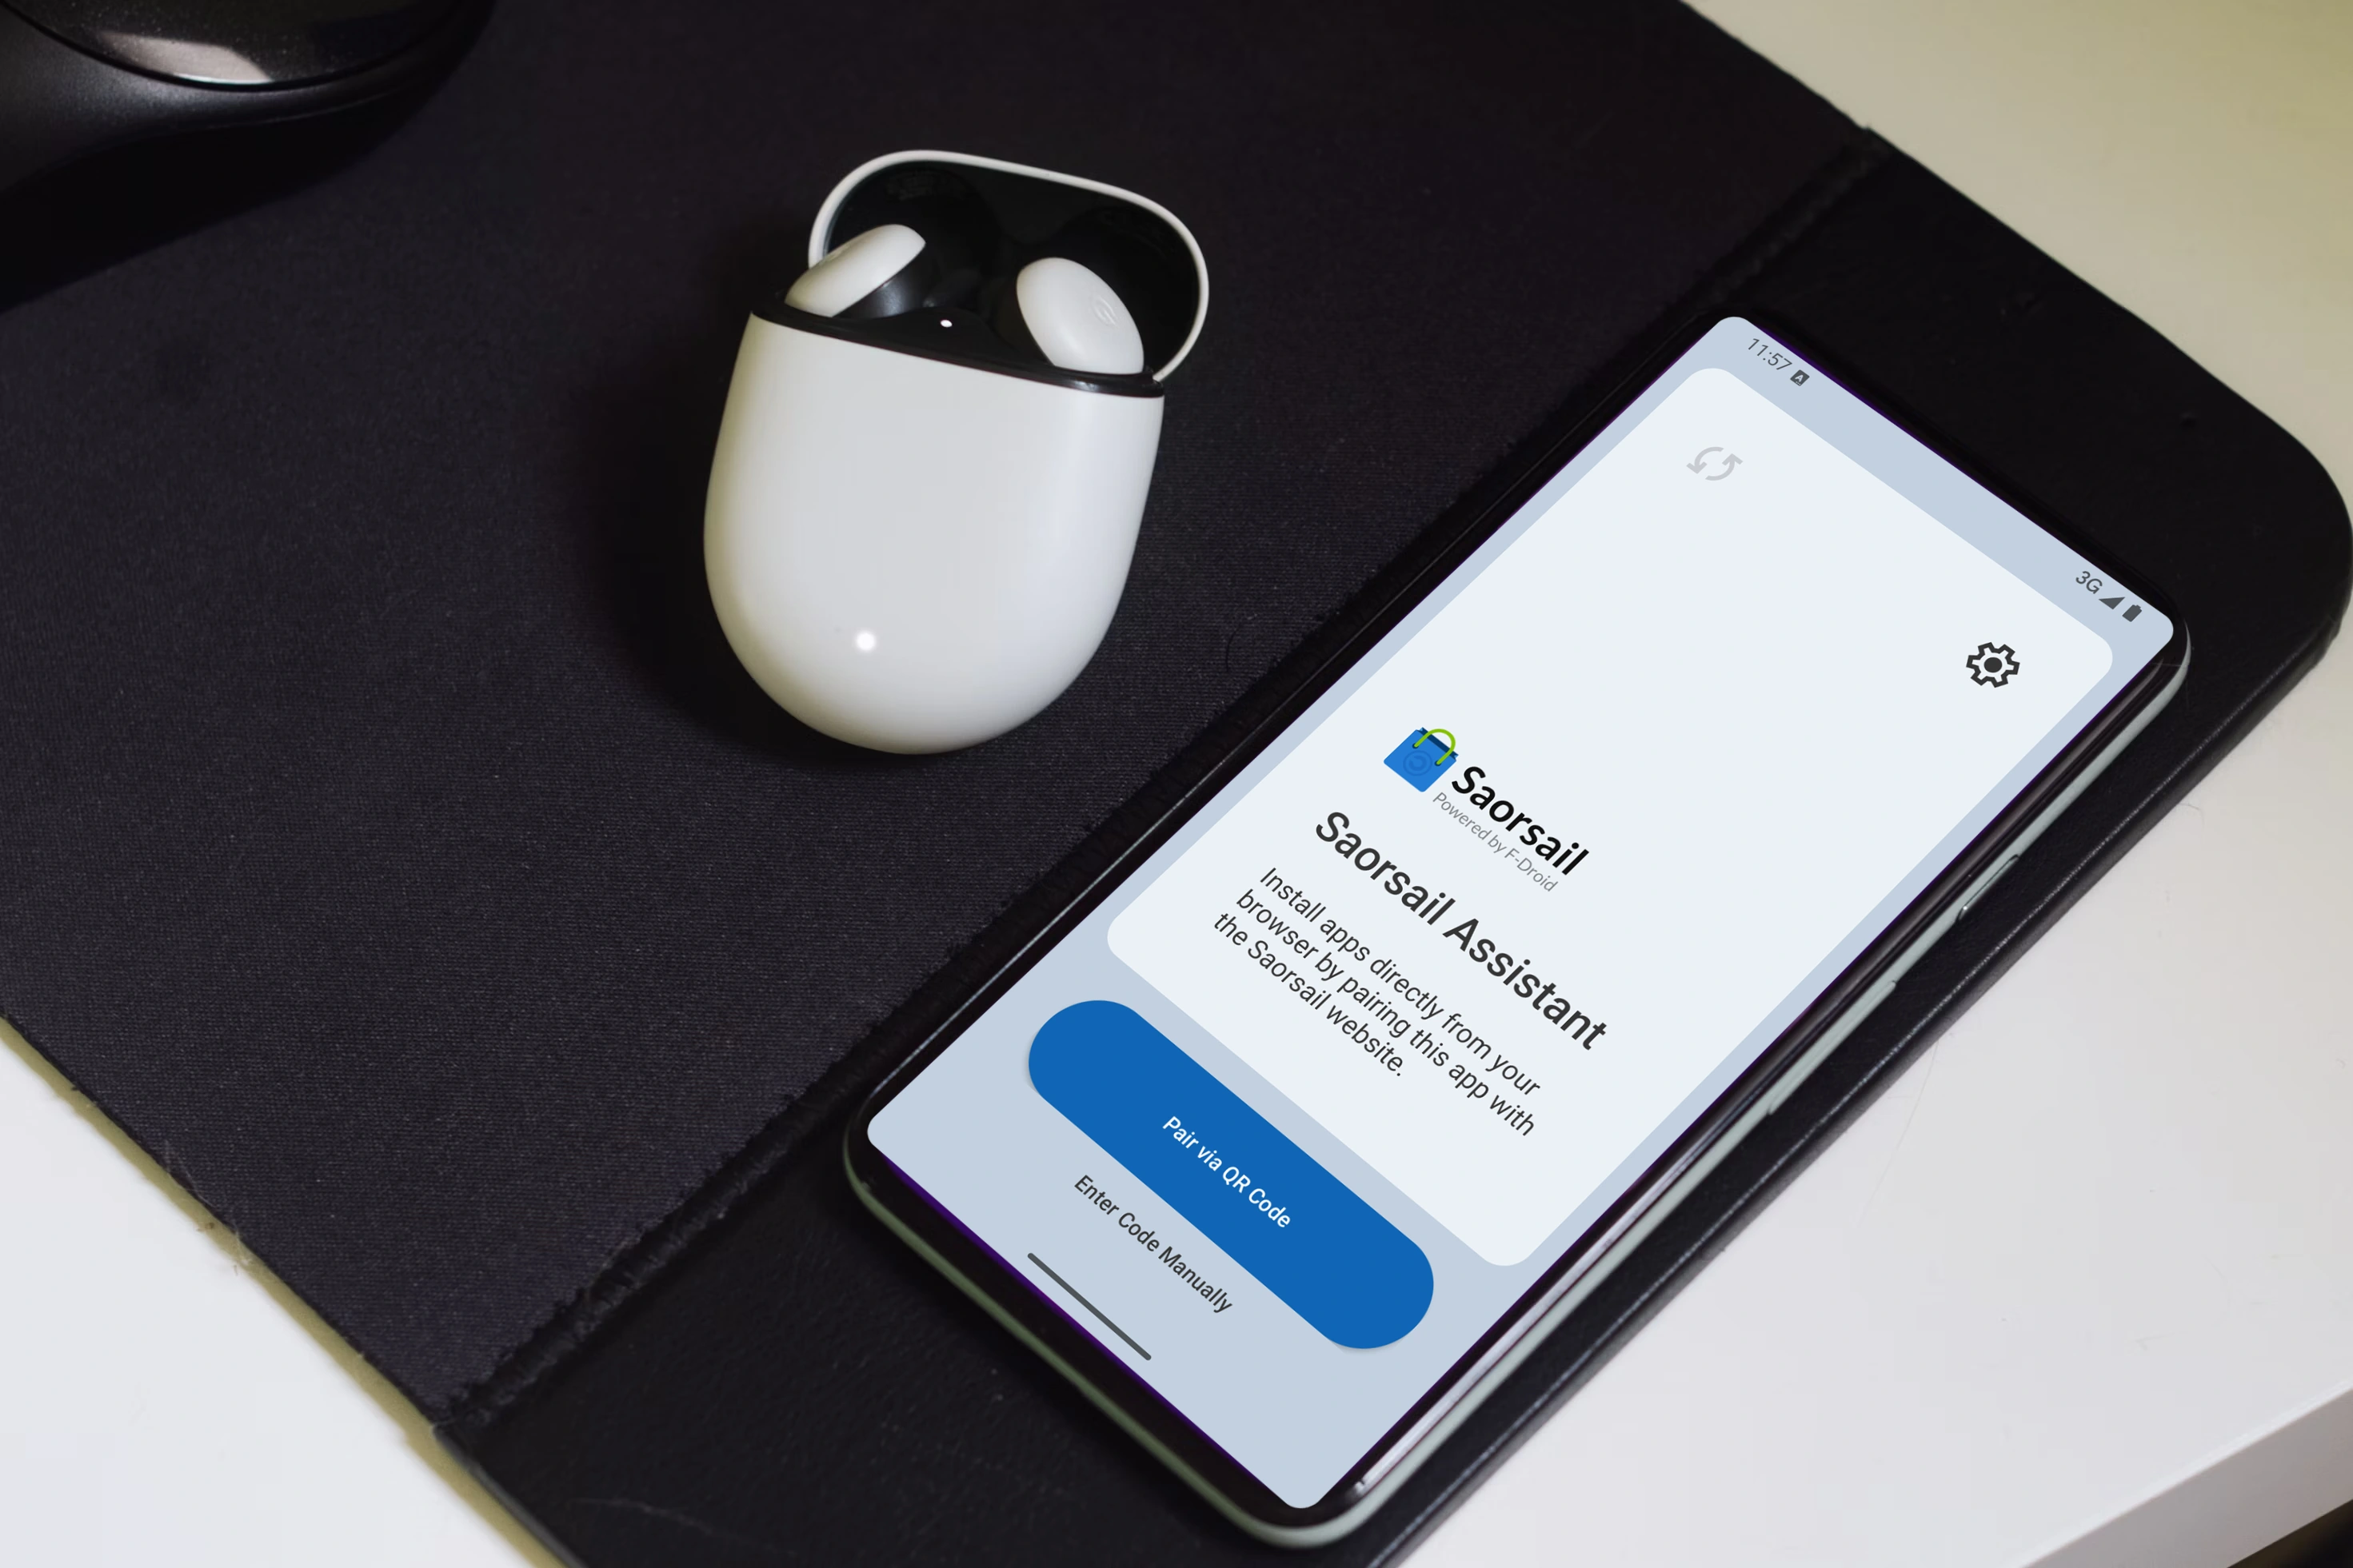 11:57
3G
Saorsail
Powered by F-Droid
Saorsail Assistant
Install apps directly from your
browser by pairing this app with
the Saorsail website.
Pair via QR Code
Enter Code Manually